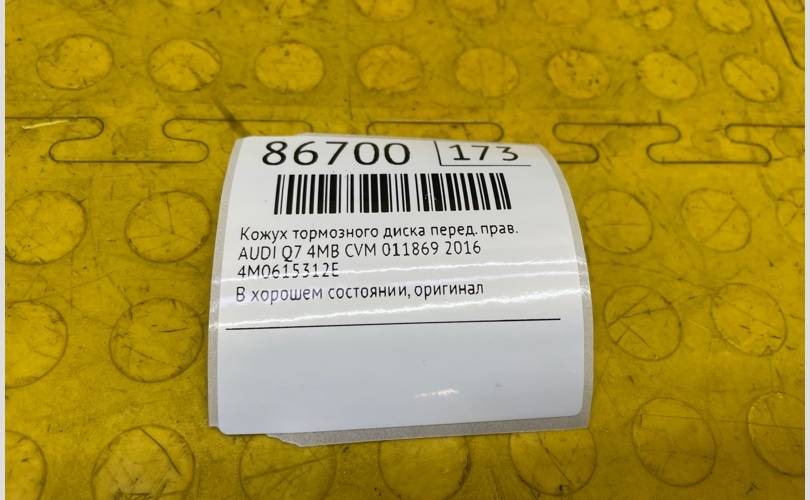 86700 173
Кожух тормозного диска перед. прав.
AUDI Q7 4MB CVM 011869 2016
4M0615312E
В хорошем состоянии, оригинал